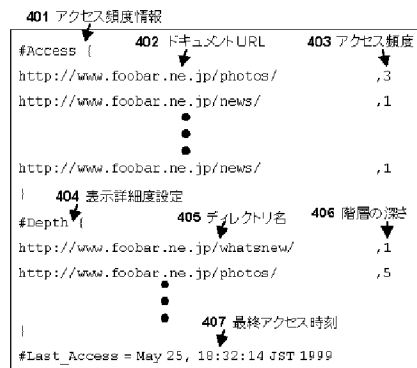 401 アクセス頻度情報
#Access {
402 ドキュメントURL
403 アクセス頻度
http://www.foobar.ne.jp/photos/ ,3
http://www.foobar.ne.jp/news/ ,1
http://www.foobar.ne.jp/news/ ,1
}
404 表示詳細度設定
#Depth {
405 ディレクトリ名
406 階層の深さ
http://www.foobar.ne.jp/whatsnew/ ,1
http://www.foobar.ne.jp/photos/ ,5
}
407 最終アクセス時刻
#Last_Access = May 25, 18:32:14 JST 1999